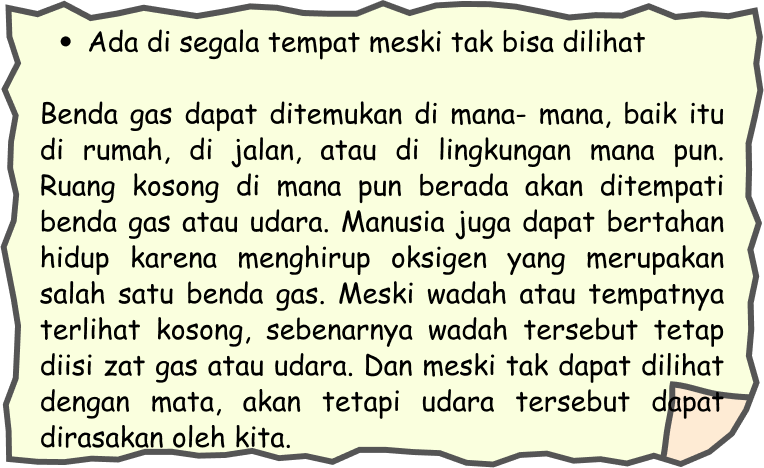 • Ada di segala tempat meski tak bisa dilihat
Benda gas dapat ditemukan di mana- mana, baik itu
di rumah, di jalan, atau di lingkungan mana pun.
Ruang kosong di mana pun berada akan ditempati
benda gas atau udara. Manusia juga dapat bertahan
hidup karena menghirup oksigen yang merupakan
salah satu benda gas. Meski wadah atau tempatnya
terlihat kosong, sebenarnya wadah tersebut tetap
diisi zat gas atau udara. Dan meski tak dapat dilihat
dengan mata, akan tetapi udara tersebut dapat
dirasakan oleh kita.